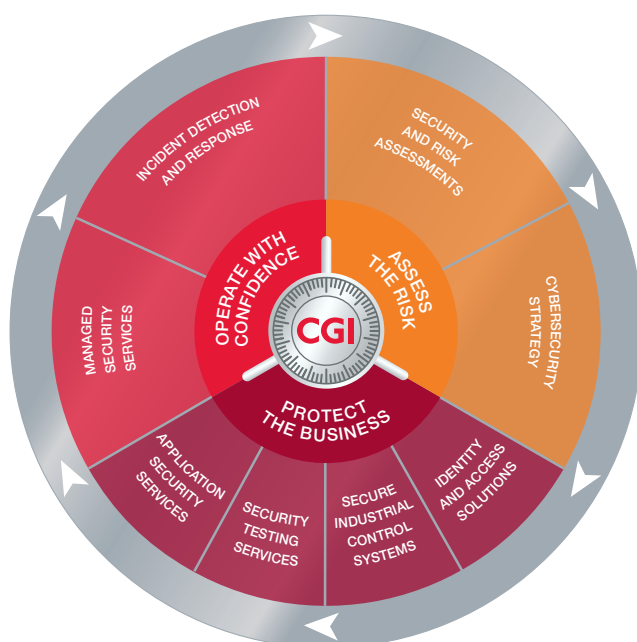 INCIDENT DETECTION
AND RESPONSE
SECURITY
AND RISK
ASSESSMENTS
OPERATE WITH
CONFIDENCE
ASSESS
THE RISK
MANAGED
SECURITY
SERVICES
CGI
CYBERSECURITY
STRATEGY
PROTECT
THE BUSINESS
APPLICATION
SECURITY
SERVICES
SECURITY
TESTING
SERVICES
SECURE
INDUSTRIAL
CONTROL
SYSTEMS
IDENTITY
AND ACCESS
SOLUTIONS